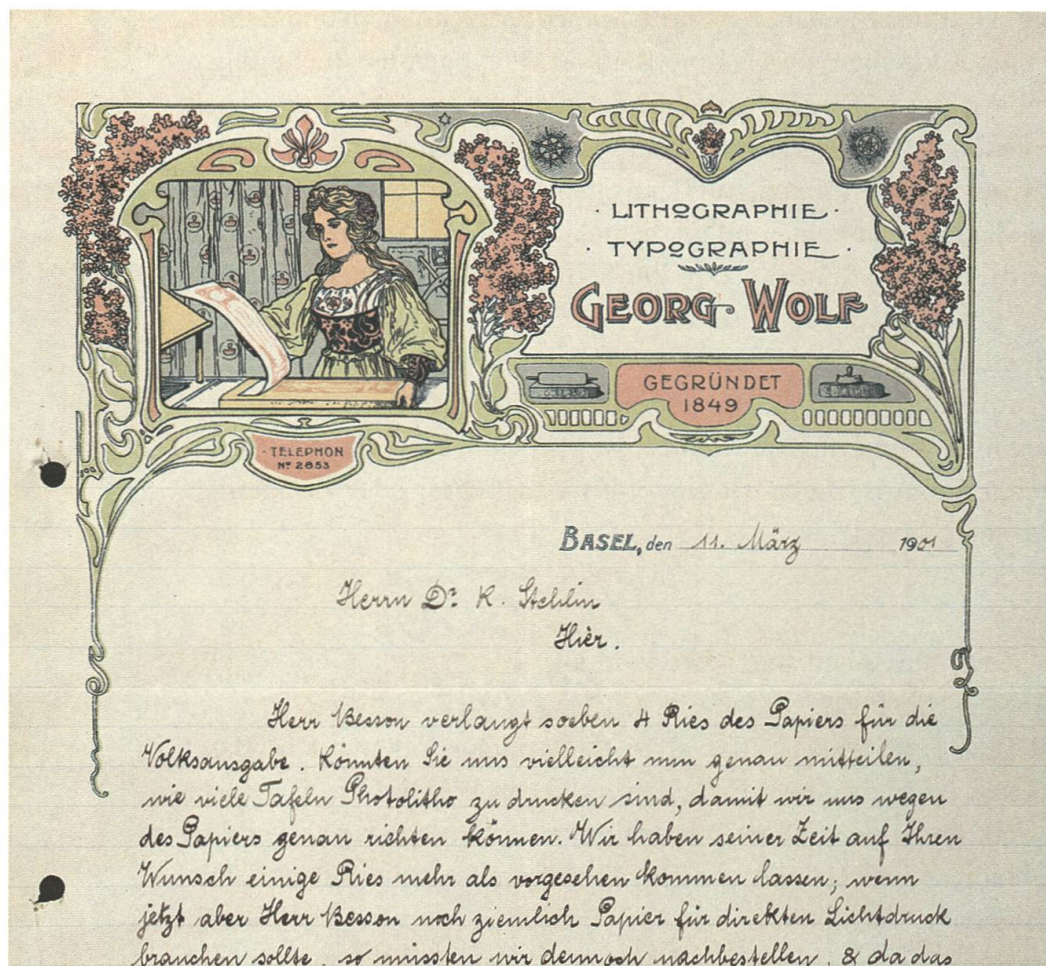 · LITHOGRAPHIE ·
· TYPOGRAPHIE ·
GEORG WOLF
GEGRÜNDET
1849
· TELEPHON
Nº 2853
BASEL, den 11. März 1901
Herrn Dr. K. Stehlin
Hier.
Herr Besson verlangt soeben 4 Ries des Papiers für die
Volksausgabe. Könnten Sie uns vielleicht nun genau mitteilen,
wie viele Tafeln Photolitho zu drucken sind, damit wir uns wegen
des Papiers genau richten können. Wir haben seiner Zeit auf Ihren
Wunsch einige Ries mehr als vorgesehen kommen lassen; wenn
jetzt aber Herr Besson noch ziemlich Papier für direkten Lichtdruck
brauchen sollte, so müssten wir dennoch nachbestellen, & da das